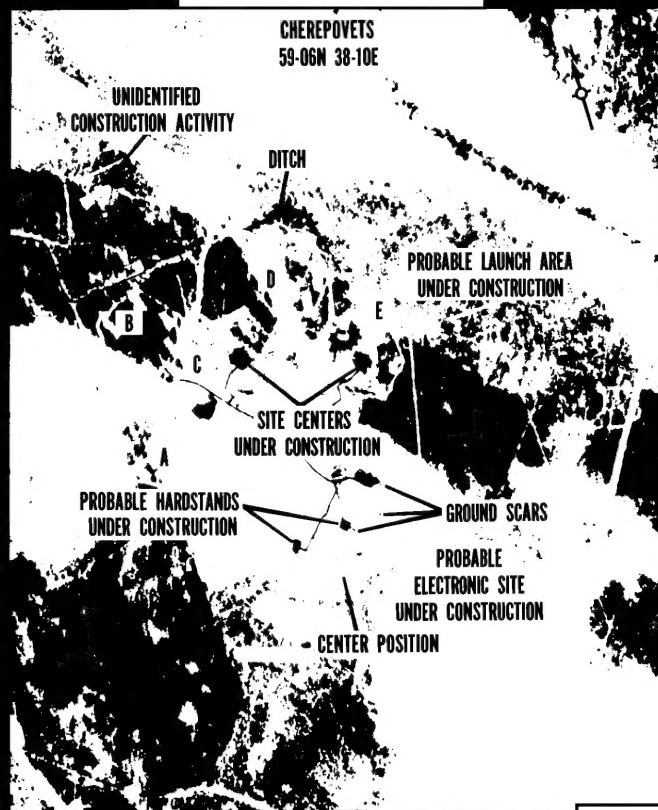 CHEREPOVETS
59-06N 38-10E
UNIDENTIFIED
CONSTRUCTION ACTIVITY
DITCH
D
PROBABLE LAUNCH AREA
UNDER CONSTRUCTION
B
E
C
SITE CENTERS
UNDER CONSTRUCTION
A
PROBABLE HARDSTANDS
UNDER CONSTRUCTION
GROUND SCARS
PROBABLE
ELECTRONIC SITE
UNDER CONSTRUCTION
CENTER POSITION